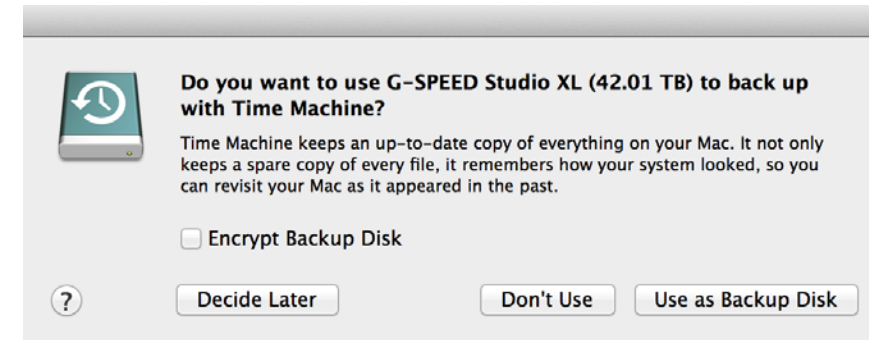 Do you want to use G-SPEED Studio XL (42.01 TB) to back up
with Time Machine?
Time Machine keeps an up-to-date copy of everything on your Mac. It not only
keeps a spare copy of every file, it remembers how your system looked, so you
can revisit your Mac as it appeared in the past.
Encrypt Backup Disk
? Decide Later Don't Use Use as Backup Disk